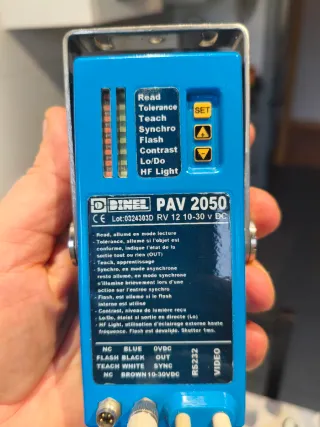 Read
Tolerance
Teach
Synchro
Flash
Contrast
Lo/Do
HF Light
SET
DINEL PAV 2050
CE Lot:0324303D RV 12 10-30 v DC
- Read, allumé en mode lecture
- Tolérance, allumé si l'objet est
conforme, indique l'état de la
sortie tout ou rien (OUT)
- Teach, apprentissage
- Synchro, en mode asynchrone
reste allumé, en mode synchrone
s'illumine brièvement lors d'une
action sur l'entrée synchro
- Flash, est allumé si le flash
interne est utilisé
- Contrast, niveau de lumière reçu
- Lo/Do, éteint si sortie en directe (Lo)
- HF Light, utilisation d'éclairage externe haute
fréquence. Flash est dévalidé. Shutter 2ms.
NC BLUE 0VDC
FLASH BLACK OUT
TEACH WHITE SYNC
NC BROWN 10-30VDC
RS232
VIDEO